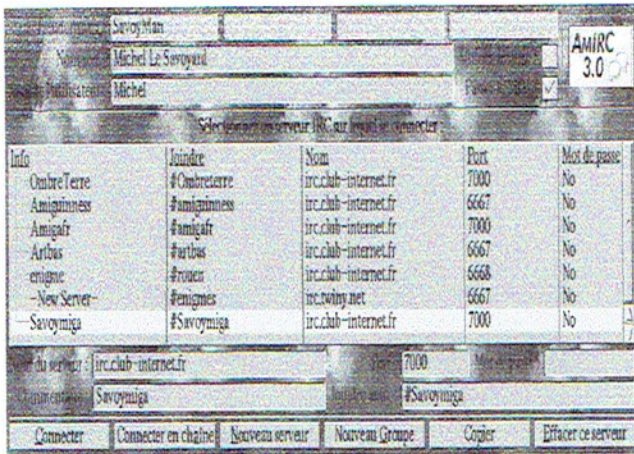 SavoyMan
AmIRC
3.0
Michel Le Savoyard
Michel
Sélectionner un serveur IRC sur lequel se connecter
Info Joindre Nom Port Mot de passe
OmbreTerre #Ombreterre irc.club-internet.fr 7000 No
Amiguinness #amiguinness irc.club-internet.fr 6667 No
Amigafr #amigafr irc.club-internet.fr 7000 No
Artbas #artbas irc.club-internet.fr 6667 No
enigme #rouen irc.club-internet.fr 6668 No
-New Server- #enigmes irc.twiny.net 6667 No
Savoymiga #Savoymiga irc.club-internet.fr 7000 No
du serveur : irc.club-internet.fr 7000
Savoymiga #Savoymiga
Connecter Connecter en chaîne Nouveau serveur Nouveau Groupe Copier Effacer ce serveur